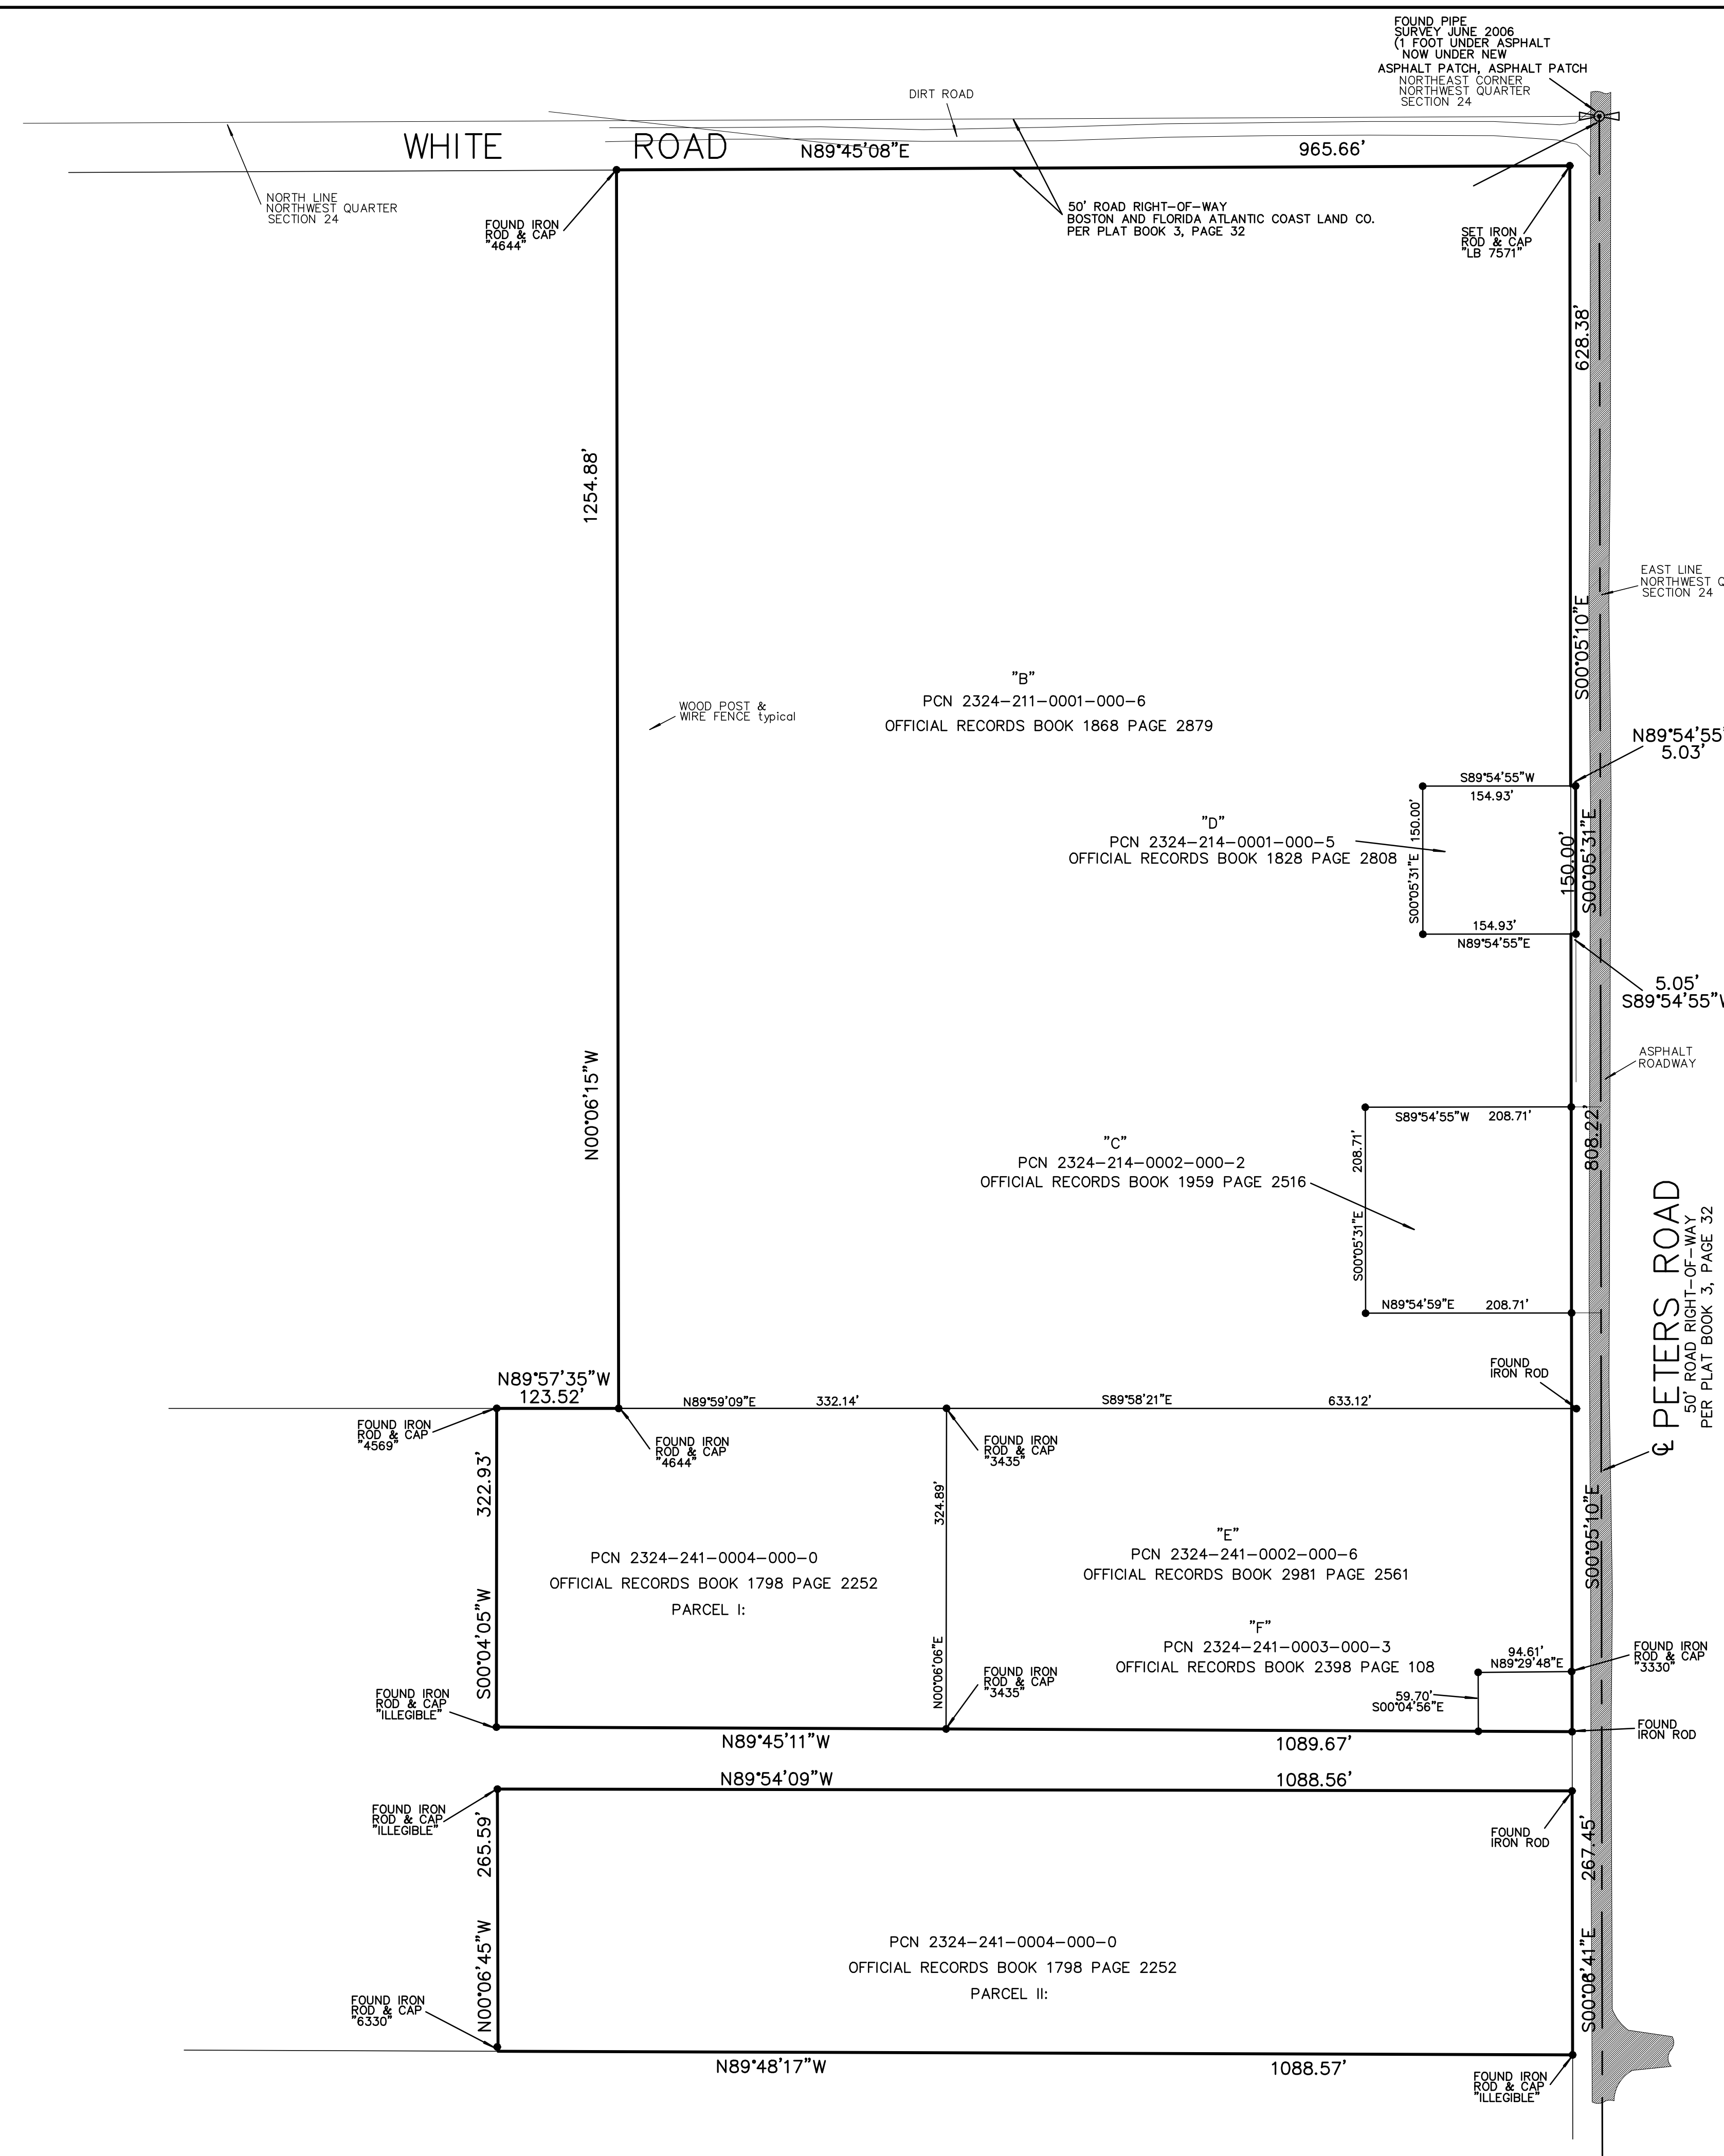 FOUND PIPE
SURVEY JUNE 2006
(1 FOOT UNDER ASPHALT
NOW UNDER NEW
ASPHALT PATCH, ASPHALT PATCH
NORTHEAST CORNER
NORTHWEST QUARTER
SECTION 24
DIRT ROAD
WHITE ROAD
N89°45'08"E
965.66'
NORTH LINE
NORTHWEST QUARTER
SECTION 24
FOUND IRON
ROD & CAP
"4644"
50' ROAD RIGHT-OF-WAY
BOSTON AND FLORIDA ATLANTIC COAST LAND CO.
PER PLAT BOOK 3, PAGE 32
SET IRON
ROD & CAP
"LB 7571"
628.38'
1254.88'
EAST LINE
NORTHWEST Q
SECTION 24
S00°05'10"E
"B"
PCN 2324-211-0001-000-6
OFFICIAL RECORDS BOOK 1868 PAGE 2879
WOOD POST &
WIRE FENCE typical
N89°54'55"
5.03'
S89°54'55"W
154.93'
"D"
PCN 2324-214-0001-000-5
OFFICIAL RECORDS BOOK 1828 PAGE 2808
S00°05'31"E 150.00'
150.00'
S00°05'31"E
154.93'
N89°54'55"E
5.05'
S89°54'55"W
ASPHALT
ROADWAY
N00°06'15"W
S89°54'55"W 208.71'
808.22'
"C"
PCN 2324-214-0002-000-2
OFFICIAL RECORDS BOOK 1959 PAGE 2516
208.71'
S00°05'31"E
N89°54'59"E 208.71'
℄ PETERS ROAD
50' ROAD RIGHT-OF-WAY
PER PLAT BOOK 3, PAGE 32
FOUND
IRON ROD
N89°57'35"W
123.52'
N89°59'09"E 332.14'
S89°58'21"E 633.12'
FOUND IRON
ROD & CAP
"4569"
FOUND IRON
ROD & CAP
"4644"
FOUND IRON
ROD & CAP
"3435"
322.93'
324.89'
S00°05'10"E
"E"
PCN 2324-241-0002-000-6
OFFICIAL RECORDS BOOK 2981 PAGE 2561
PCN 2324-241-0004-000-0
OFFICIAL RECORDS BOOK 1798 PAGE 2252
PARCEL I:
S00°04'05"W
N00°06'06"E
"F"
PCN 2324-241-0003-000-3
OFFICIAL RECORDS BOOK 2398 PAGE 108
94.61'
N89°29'48"E
FOUND IRON
ROD & CAP
"3330"
FOUND IRON
ROD & CAP
"3435"
59.70'
S00°04'56"E
FOUND IRON
ROD & CAP
"ILLEGIBLE"
FOUND
IRON ROD
N89°45'11"W
1089.67'
N89°54'09"W
1088.56'
FOUND IRON
ROD & CAP
"ILLEGIBLE"
FOUND
IRON ROD
265.59'
267.45'
N00°06'45"W
S00°06'41"E
PCN 2324-241-0004-000-0
OFFICIAL RECORDS BOOK 1798 PAGE 2252
PARCEL II:
FOUND IRON
ROD & CAP
"6330"
N89°48'17"W
1088.57'
FOUND IRON
ROD & CAP
"ILLEGIBLE"